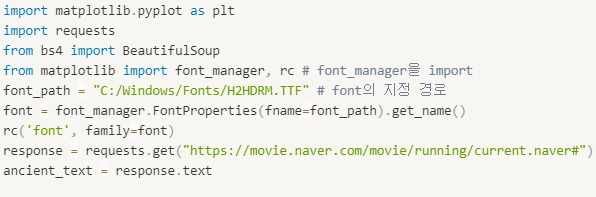 import matplotlib.pyplot as plt
import requests
from bs4 import BeautifulSoup
from matplotlib import font_manager, rc # font_manager을 import
font_path = "C:/Windows/Fonts/H2HDRM.TTF" # font의 지정 경로
font = font_manager.FontProperties(fname=font_path).get_name()
rc('font', family=font)
response = requests.get("https://movie.naver.com/movie/running/current.naver#")
ancient_text = response.text